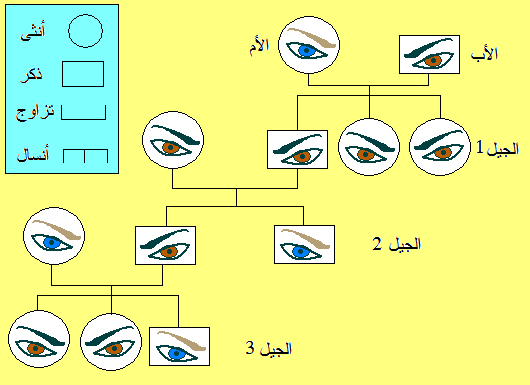 أنثى
ذكر
تزاوج
أنسال
الأم
الأب
الجيل 1
الجيل 2
الجيل 3